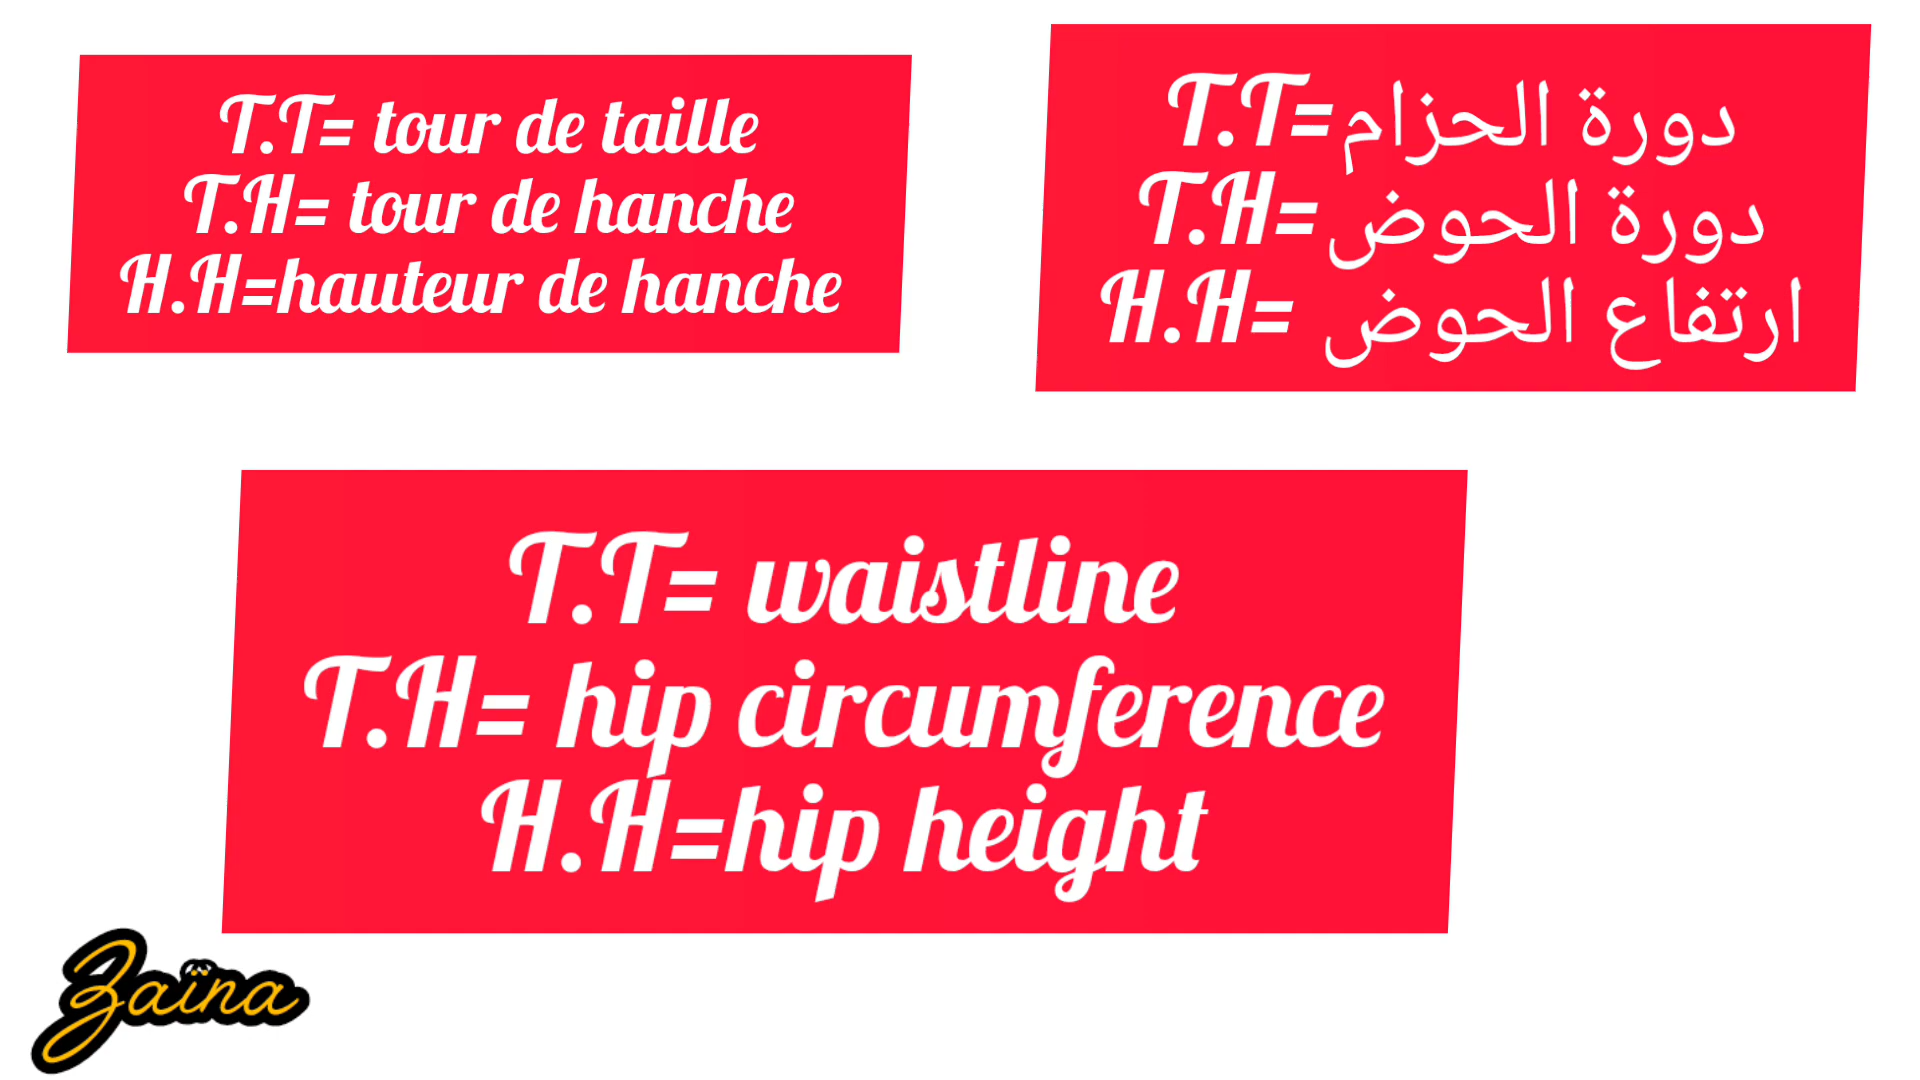 T.T= tour de taille
T.H= tour de hanche
H.H=hauteur de hanche
T.T=دورة الحزام
T.H=دورة الحوض
H.H= ارتفاع الحوض
T.T= waistline
T.H= hip circumference
H.H=hip height
Zaïna